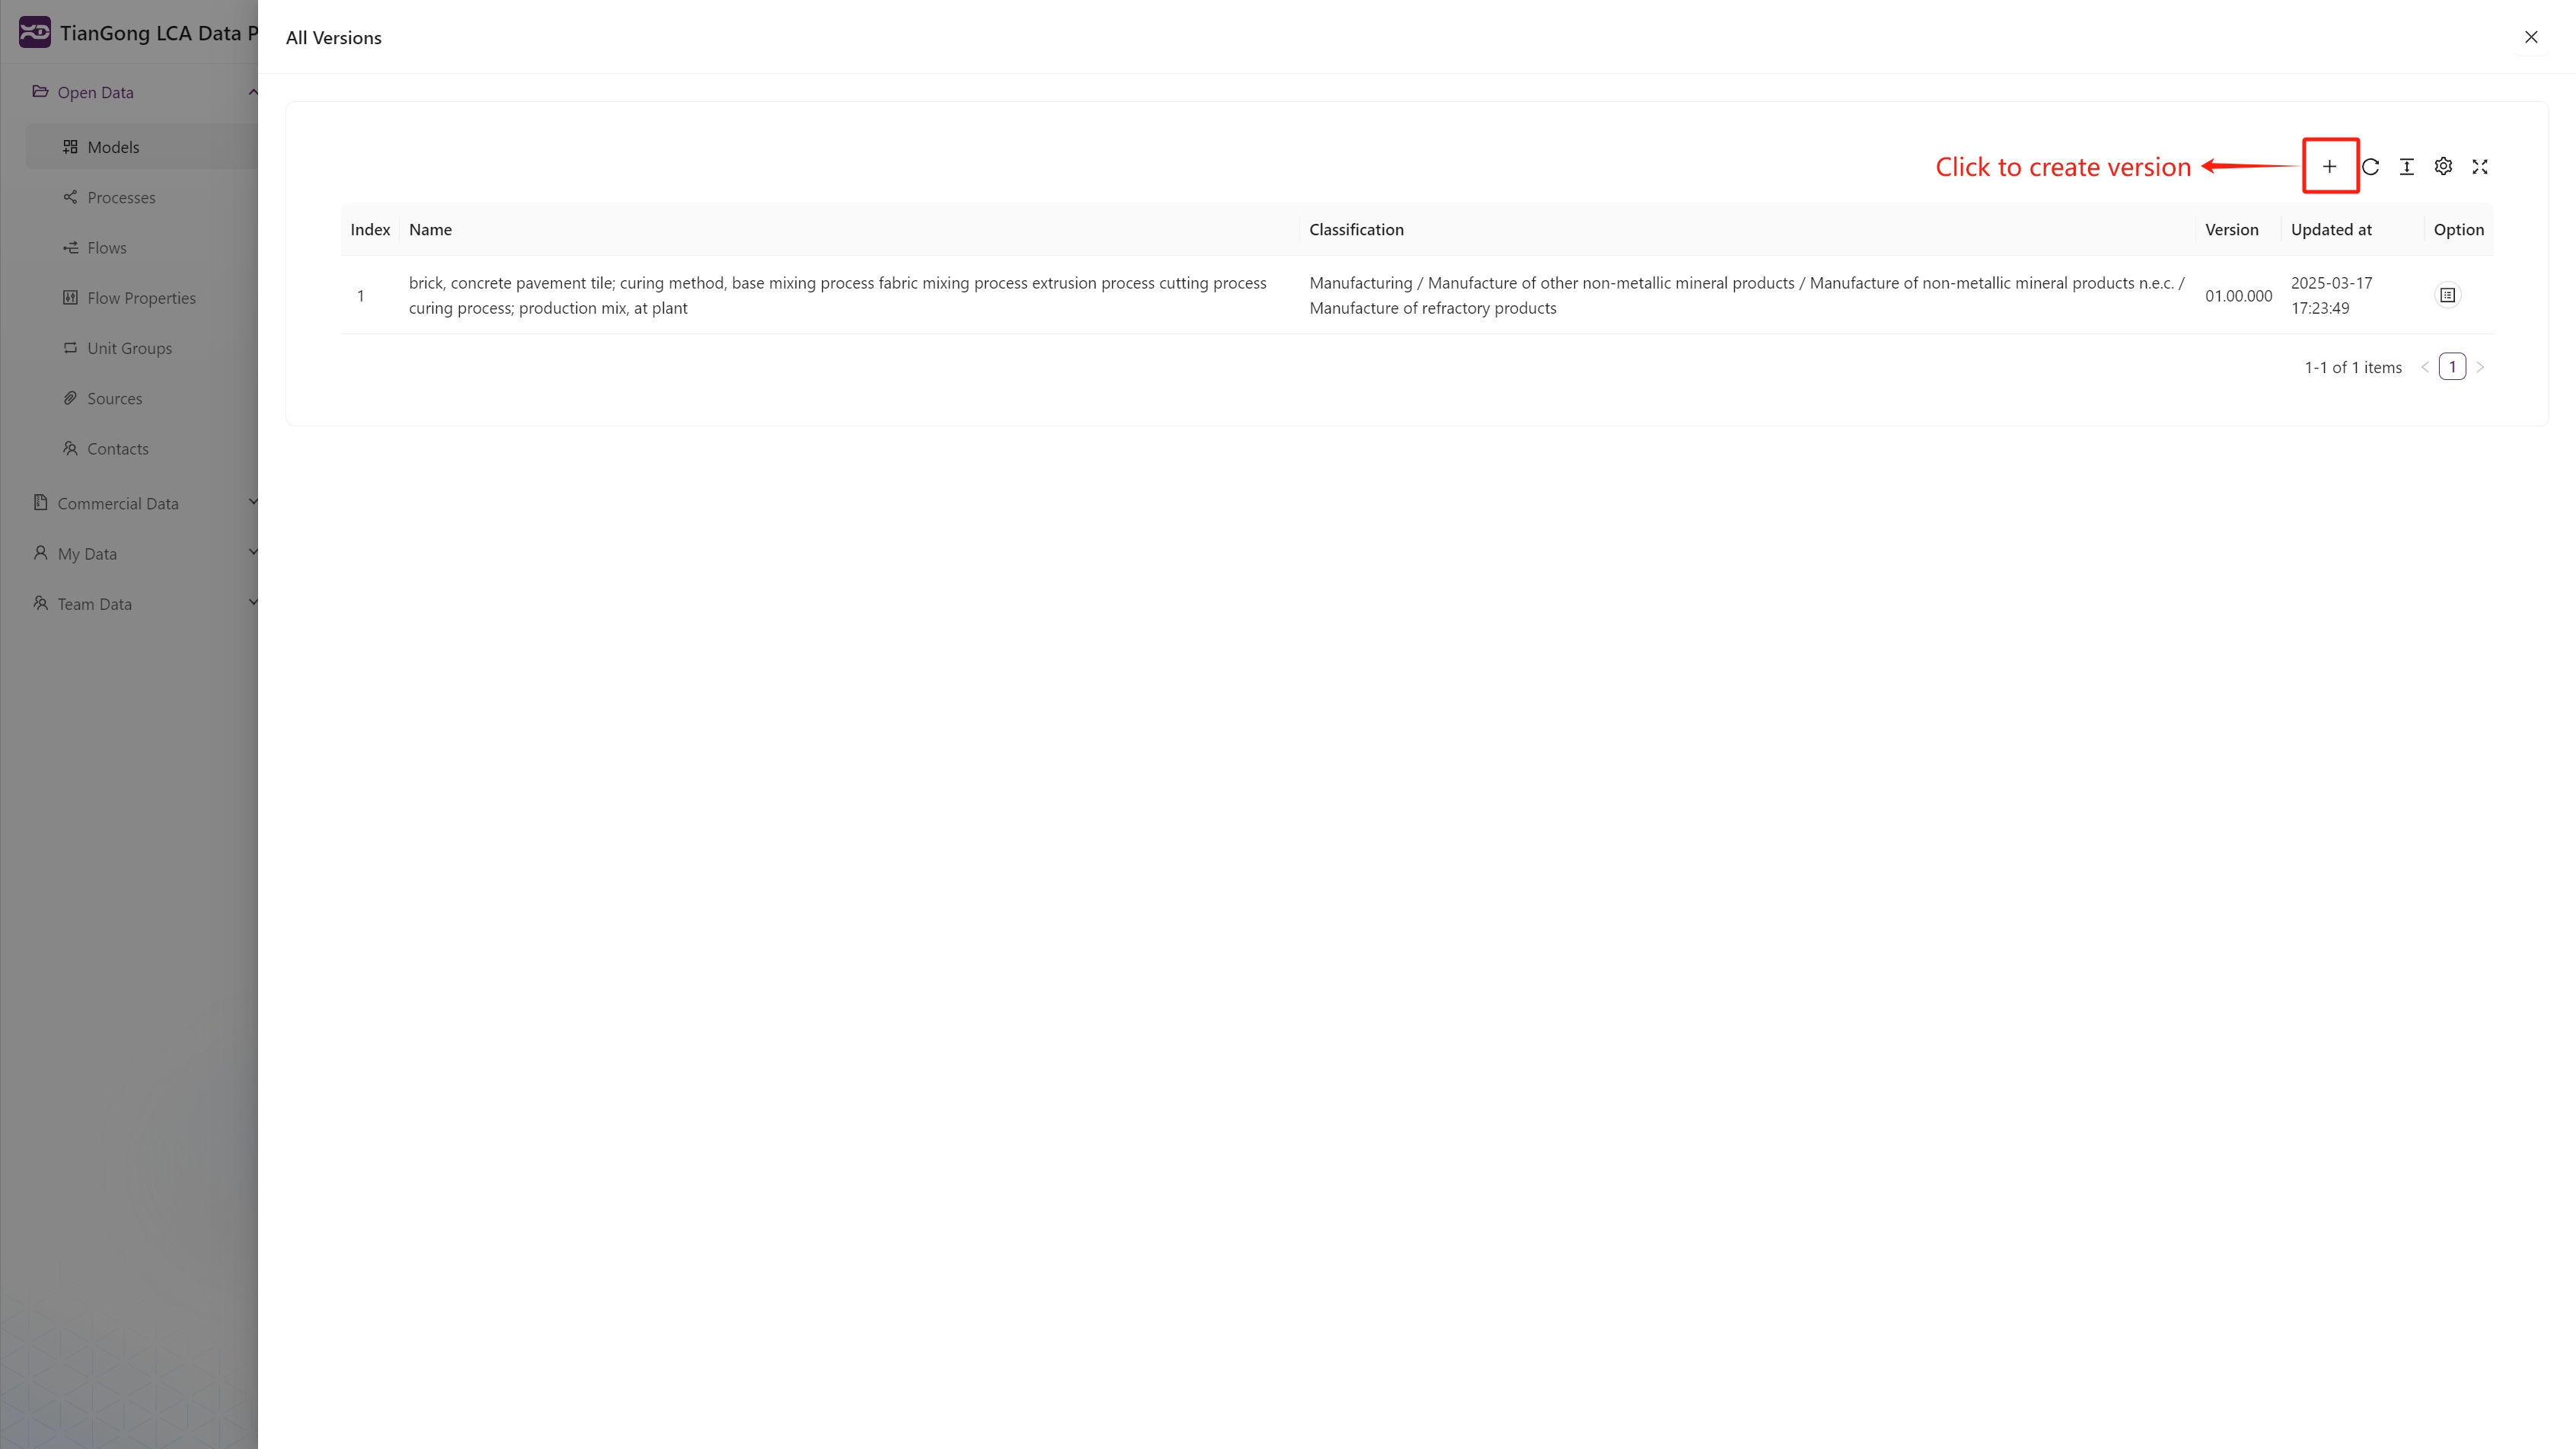 TianGong LCA Data P
All Versions
Open Data
Models
Processes
Flows
Flow Properties
Unit Groups
Sources
Contacts
Commercial Data
My Data
Team Data
Click to create version
Index Name Classification Version Updated at Option
1
brick, concrete pavement tile; curing method, base mixing process fabric mixing process extrusion process cutting process
curing process; production mix, at plant
Manufacturing / Manufacture of other non-metallic mineral products / Manufacture of non-metallic mineral products n.e.c. /
Manufacture of refractory products
01.00.000
2025-03-17
17:23:49
1-1 of 1 items
1